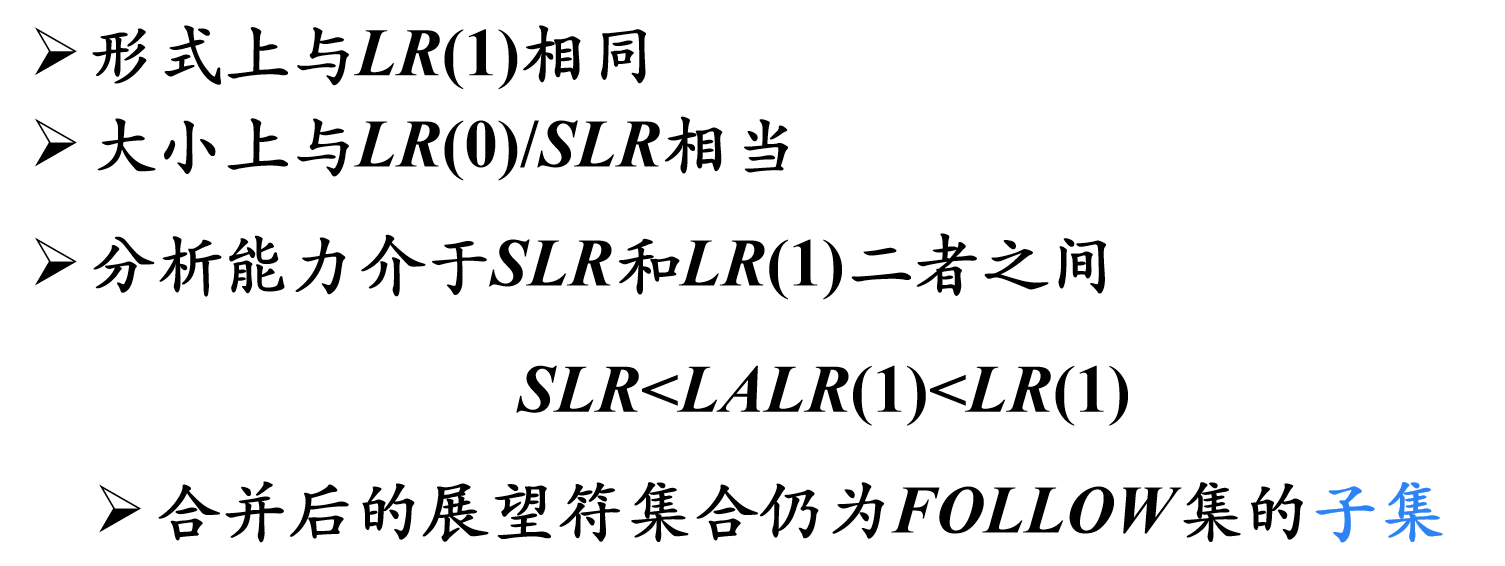 ➢形式上与LR(1)相同
➢大小上与LR(0)/SLR相当
➢分析能力介于SLR和LR(1)二者之间
SLR<LALR(1)<LR(1)
➢合并后的展望符集合仍为FOLLOW集的子集